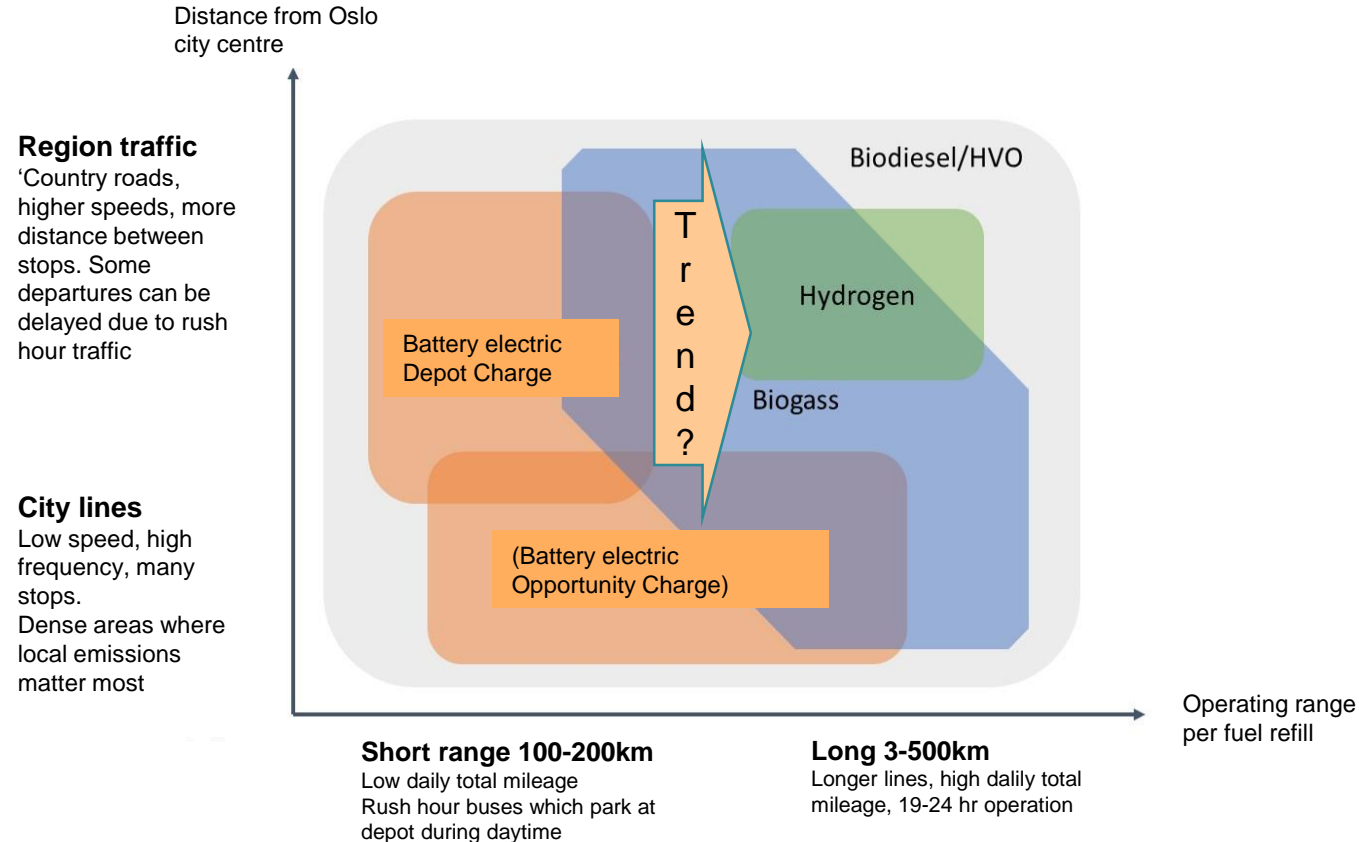 Distance from Oslo
city centre
Region traffic
‘Country roads,
higher speeds, more
distance between
stops. Some
departures can be
delayed due to rush
hour traffic
City lines
Low speed, high
frequency, many
stops.
Dense areas where
local emissions
matter most
Biodiesel/HVO
T
r
e
n
d
?
Hydrogen
Battery electric
Depot Charge
Biogass
(Battery electric
Opportunity Charge)
Operating range
per fuel refill
Short range 100-200km
Low daily total mileage
Rush hour buses which park at
depot during daytime
Long 3-500km
Longer lines, high dalily total
mileage, 19-24 hr operation